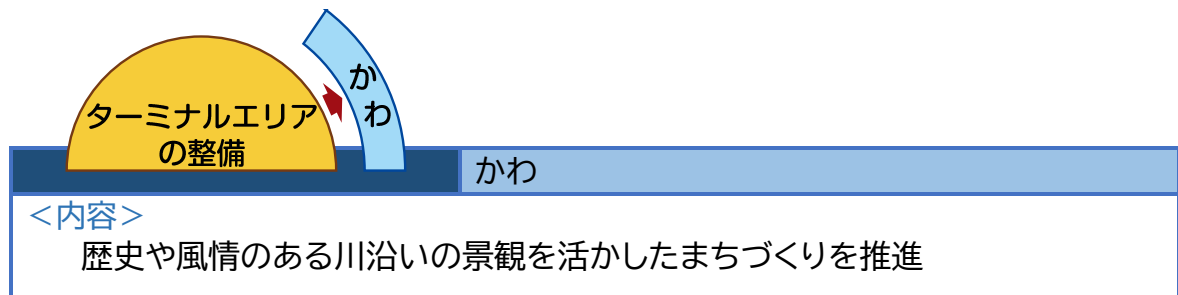 ターミナルエリア
の整備
かわ
かわ
＜内容＞
歴史や風情のある川沿いの景観を活かしたまちづくりを推進